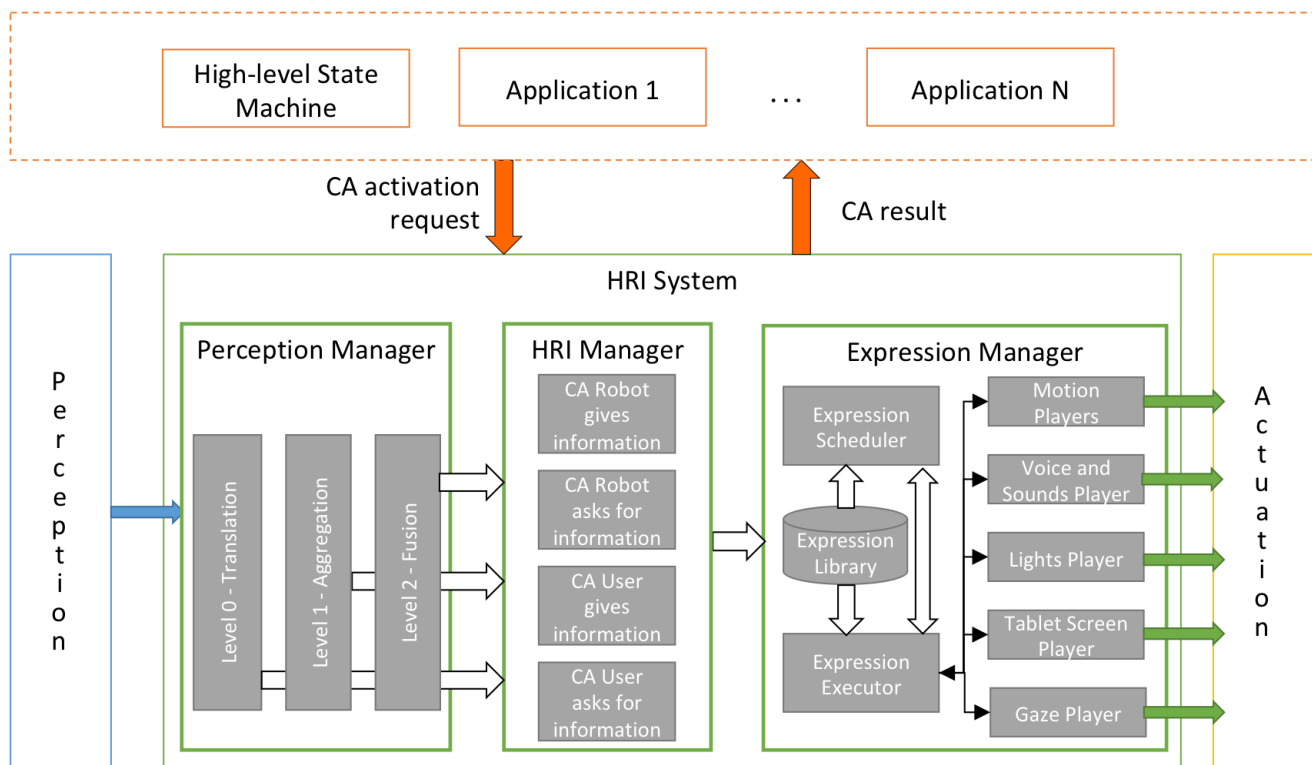 High-level State
Machine
Application 1
...
Application N
CA activation
request
CA result
Perception
HRI System
Perception Manager
Level 0 - Translation
Level 1 - Aggregation
Level 2 - Fusion
HRI Manager
CA Robot
gives
information
CA Robot
asks for
information
CA User
gives
information
CA User
asks for
information
Expression Manager
Expression
Scheduler
Expression
Library
Expression
Executor
Motion
Players
Voice and
Sounds Player
Lights Player
Tablet Screen
Player
Gaze Player
Actuation